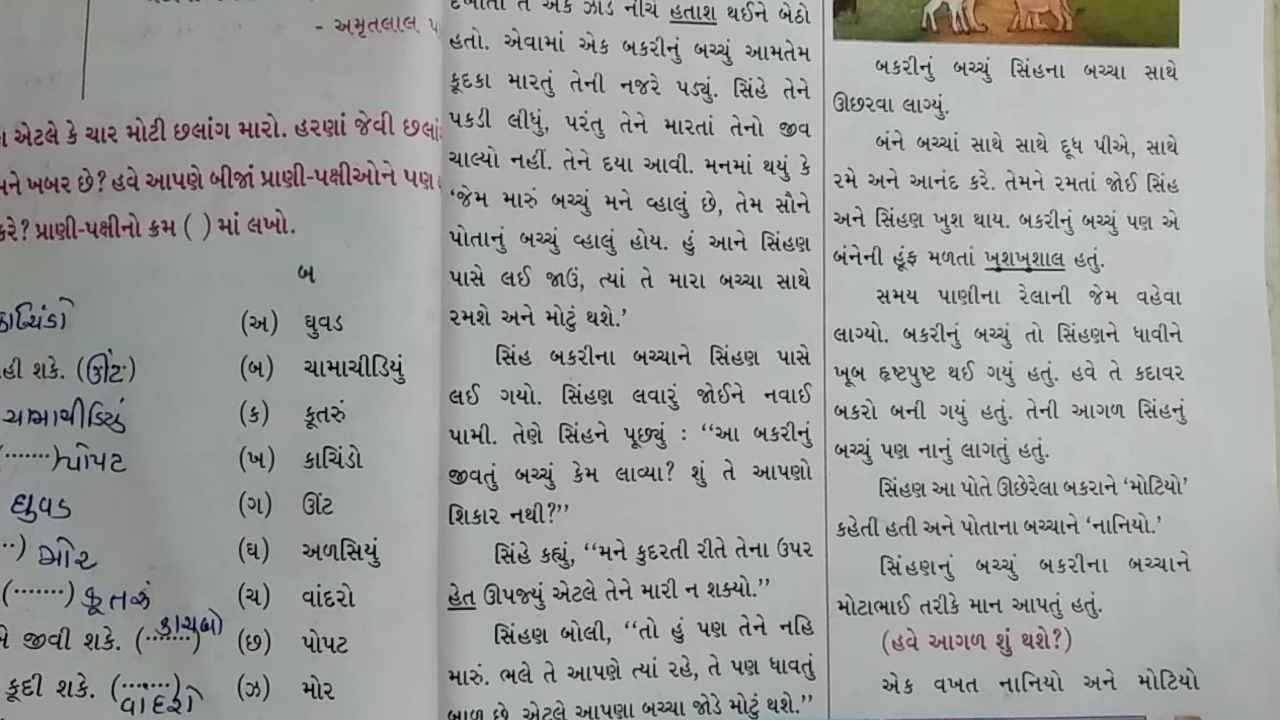 - અમૃતલાલ
એટલે કે ચાર મોટી છલાંગ મારો. હરણાં જેવી
ખબર છે? હવે આપણે બીજાં પ્રાણી-પક્ષીઓને પણ
કરે? પ્રાણી-પક્ષીનો ક્રમ ( ) માં લખો.
બ
કાચિંડો
(અ) ઘુવડ
શકે. (ઊંટ)
(બ) ચામાચીડિયું
ચામાચીડિયું
(ક) કૂતરું
(.......) પોપટ
(ખ) કાચિંડો
ઘુવડ
(ગ) ઊંટ
મોર
(ઘ) અળસિયું
(.......) કૂતરું
(ચ) વાંદરો
કાચબો
જીવી શકે. (.......)
(છ) પોપટ
કૂદી શકે. (.......)
વાંદરો
(ઝ) મોર
તે એક ઝાડ નીચે હતાશ થઈને બેઠો
હતો. એવામાં એક બકરીનું બચ્ચું આમતેમ
કૂદકા મારતું તેની નજરે પડ્યું. સિંહે તેને
પકડી લીધું, પરંતુ તેને મારતાં તેનો જીવ
ચાલ્યો નહીં. તેને દયા આવી. મનમાં થયું કે
‘જેમ મારું બચ્ચું મને વ્હાલું છે, તેમ સૌને
પોતાનું બચ્ચું વ્હાલું હોય. હું આને સિંહણ
પાસે લઈ જાઉં, ત્યાં તે મારા બચ્ચા સાથે
રમશે અને મોટું થશે.’
સિંહ બકરીના બચ્ચાને સિંહણ પાસે
લઈ ગયો. સિંહણ લવારું જોઈને નવાઈ
પામી. તેણે સિંહને પૂછ્યું : “આ બકરીનું
જીવતું બચ્ચું કેમ લાવ્યા? શું તે આપણો
શિકાર નથી?”
સિંહે કહ્યું, “મને કુદરતી રીતે તેના ઉપર
હેત ઊપજ્યું એટલે તેને મારી ન શક્યો.”
સિંહણ બોલી, “તો હું પણ તેને નહિ
મારું. ભલે તે આપણે ત્યાં રહે, તે પણ ધાવતું
બાળ છે. એટલે આપણા બચ્ચા જોડે મોટું થશે.”
બકરીનું બચ્ચું સિંહના બચ્ચા સાથે
ઊછરવા લાગ્યું.
બંને બચ્ચાં સાથે સાથે દૂધ પીએ, સાથે
રમે અને આનંદ કરે. તેમને રમતાં જોઈ સિંહ
અને સિંહણ ખુશ થાય. બકરીનું બચ્ચું પણ એ
બંનેની હૂંફ મળતાં ખુશખુશાલ હતું.
સમય પાણીના રેલાની જેમ વહેવા
લાગ્યો. બકરીનું બચ્ચું તો સિંહણને ધાવીને
ખૂબ હૃષ્ટપુષ્ટ થઈ ગયું હતું. હવે તે કદાવર
બકરો બની ગયું હતું. તેની આગળ સિંહનું
બચ્ચું પણ નાનું લાગતું હતું.
સિંહણ આ પોતે ઊછેરેલા બકરાને ‘મોટિયો’
કહેતી હતી અને પોતાના બચ્ચાને ‘નાનિયો.’
સિંહણનું બચ્ચું બકરીના બચ્ચાને
મોટાભાઈ તરીકે માન આપતું હતું.
(હવે આગળ શું થશે?)
એક વખત નાનિયો અને મોટિયો